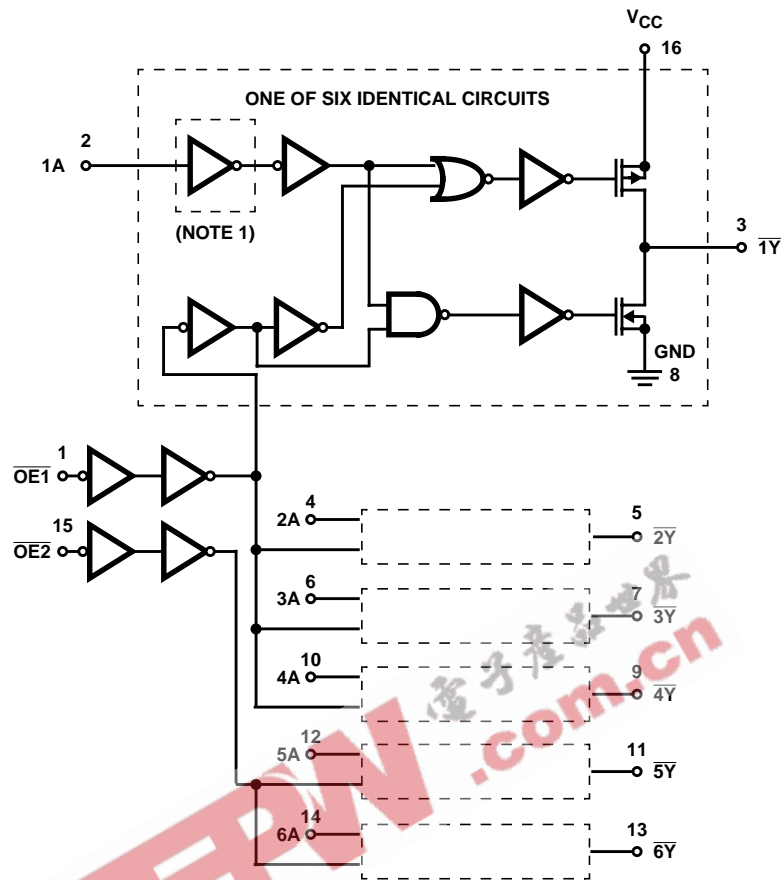 VCC
16
ONE OF SIX IDENTICAL CIRCUITS
2
1A
(NOTE 1)
3
1Y
GND
8
1
OE1
15
OE2
4
2A
5
2Y
6
3A
7
3Y
10
4A
9
4Y
12
5A
11
5Y
14
6A
13
6Y
電子產品世界
.com.cn